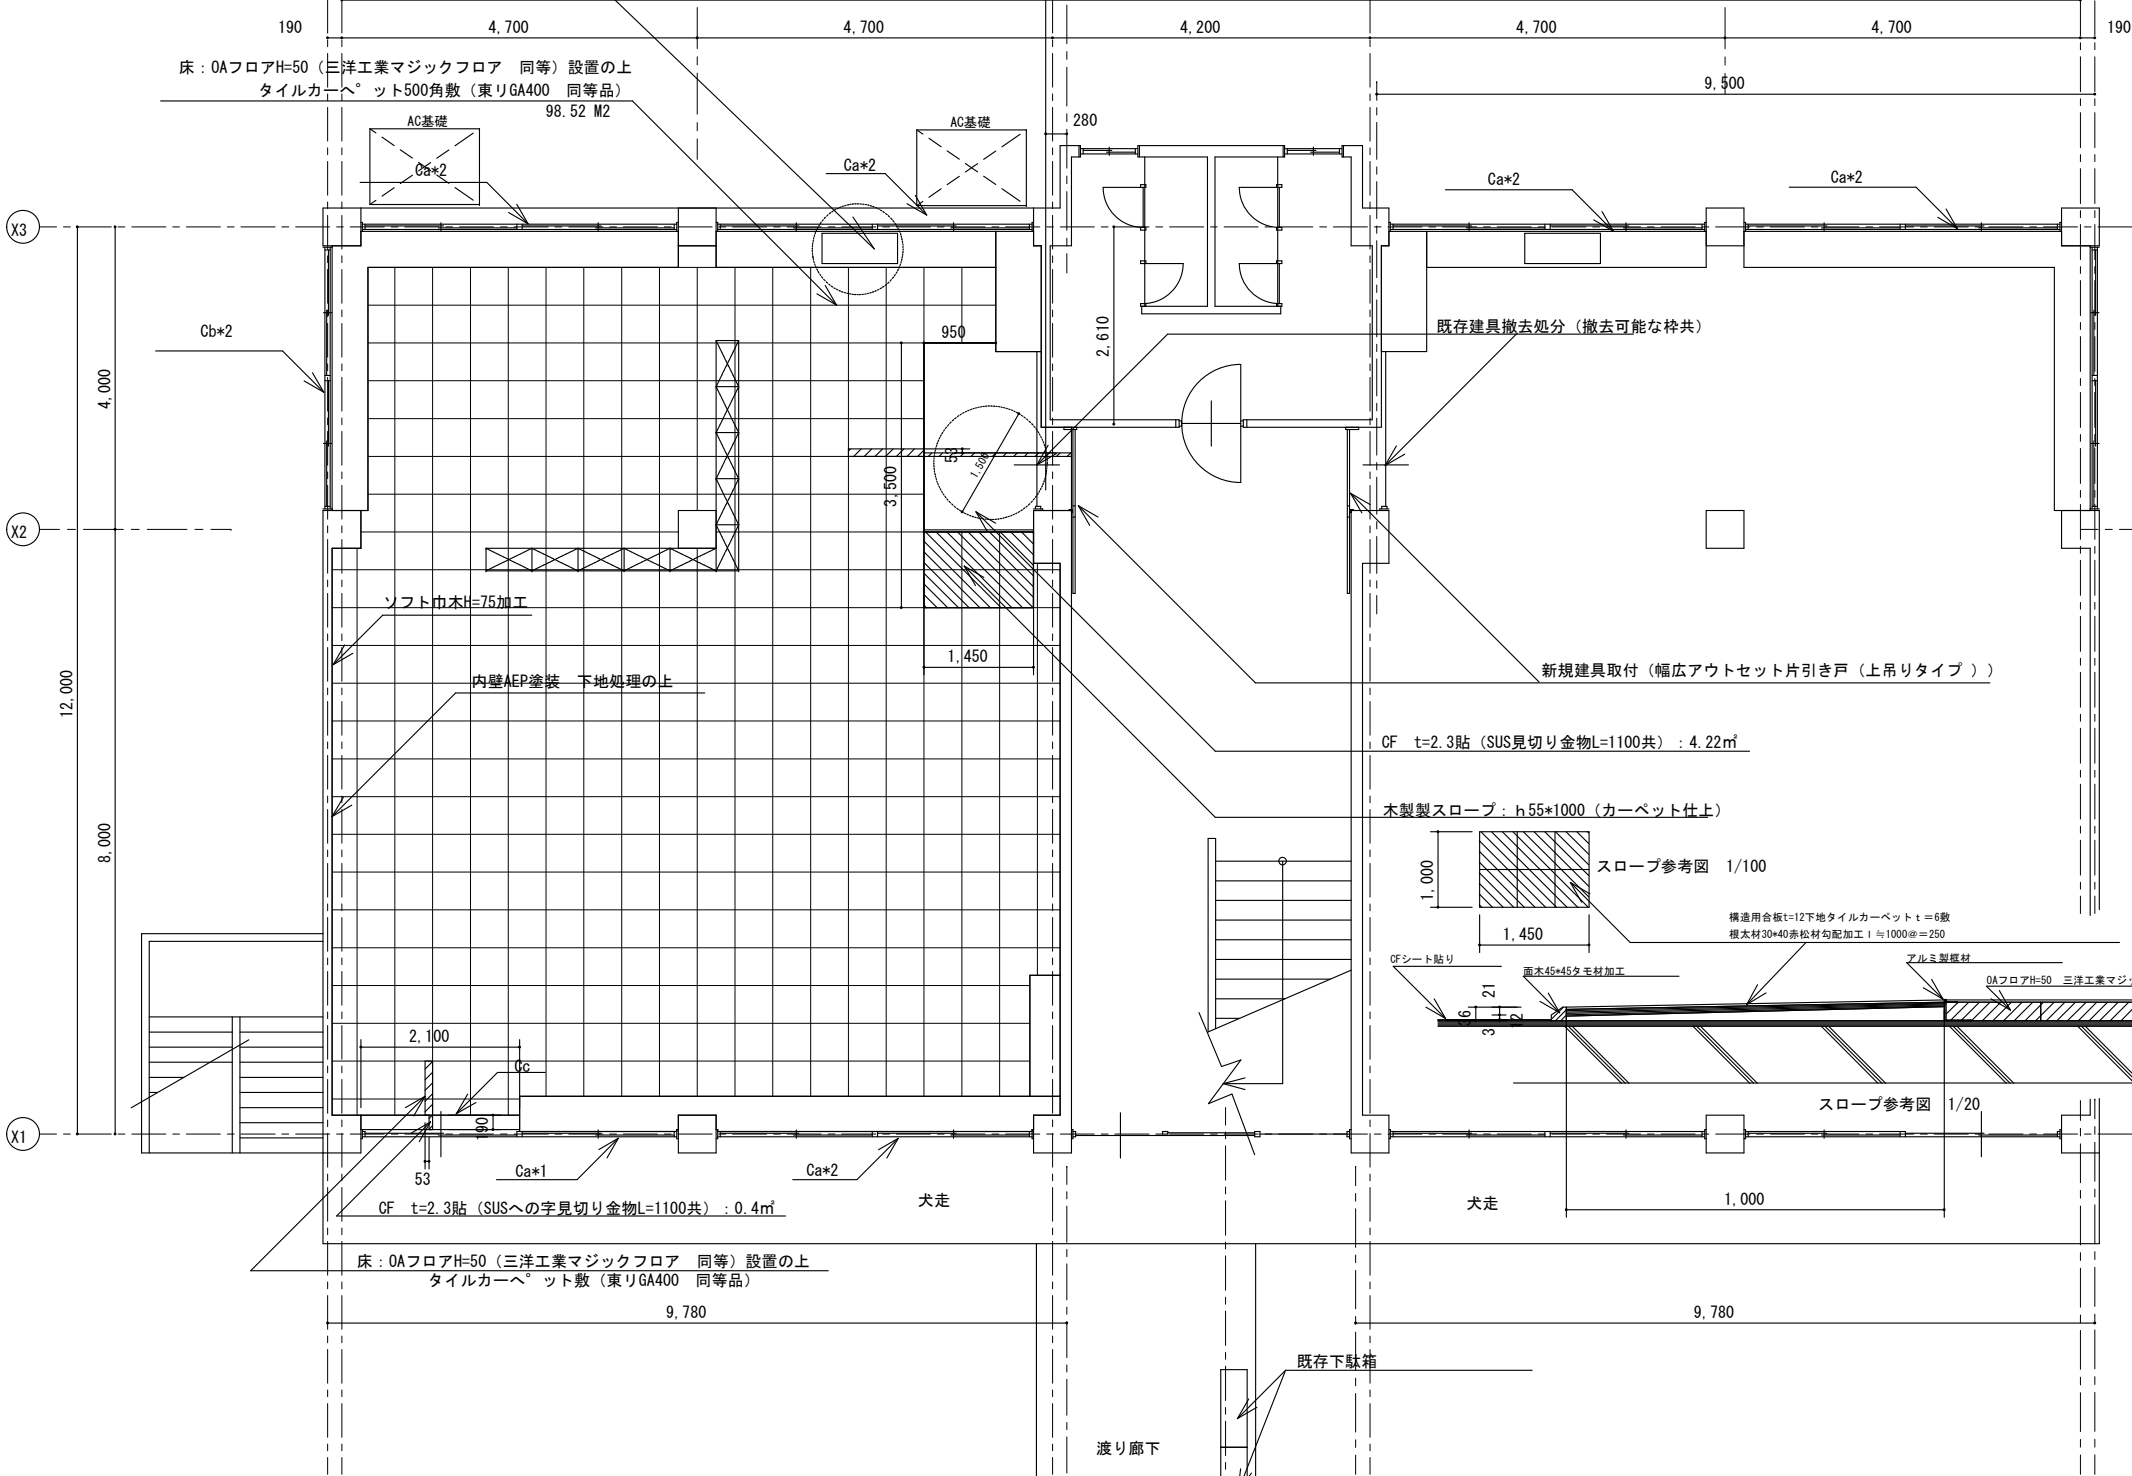 190
4,700
4,700
4,200
4,700
4,700
190
床：OAフロアH=50（三洋工業マジックフロア　同等）設置の上
タイルカーペット500角敷（東リGA400　同等品）
98.52 M2
9,500
AC基礎
AC基礎
280
Ca*2
Ca*2
Ca*2
Ca*2
X3
Cb*2
950
2,610
既存建具撤去処分（撤去可能な枠共）
4,000
53
1,500
3,500
X2
ソフト巾木H=75加工
1,450
新規建具取付（幅広アウトセット片引き戸（上吊りタイプ ））
内壁AEP塗装　下地処理の上
12,000
CF　t=2.3貼（SUS見切り金物L=1100共）：4.22㎡
木製製スロープ：ｈ55*1000（カーペット仕上）
8,000
1,000
スロープ参考図　1/100
構造用合板t=12下地タイルカーペットｔ＝6敷
根太材30*40赤松材勾配加工ｌ≒1000@＝250
1,450
CFシート貼り
面木45*45タモ材加工
アルミ製框材
OAフロアH=50　三洋工業マジ
21
36
3
12
2,100
Cc
190
スロープ参考図　1/20
X1
53
Ca*1
Ca*2
犬走
犬走
1,000
CF　t=2.3貼（SUSへの字見切り金物L=1100共）：0.4㎡
床：OAフロアH=50（三洋工業マジックフロア　同等）設置の上
タイルカーペット敷（東リGA400　同等品）
9,780
9,780
既存下駄箱
渡り廊下